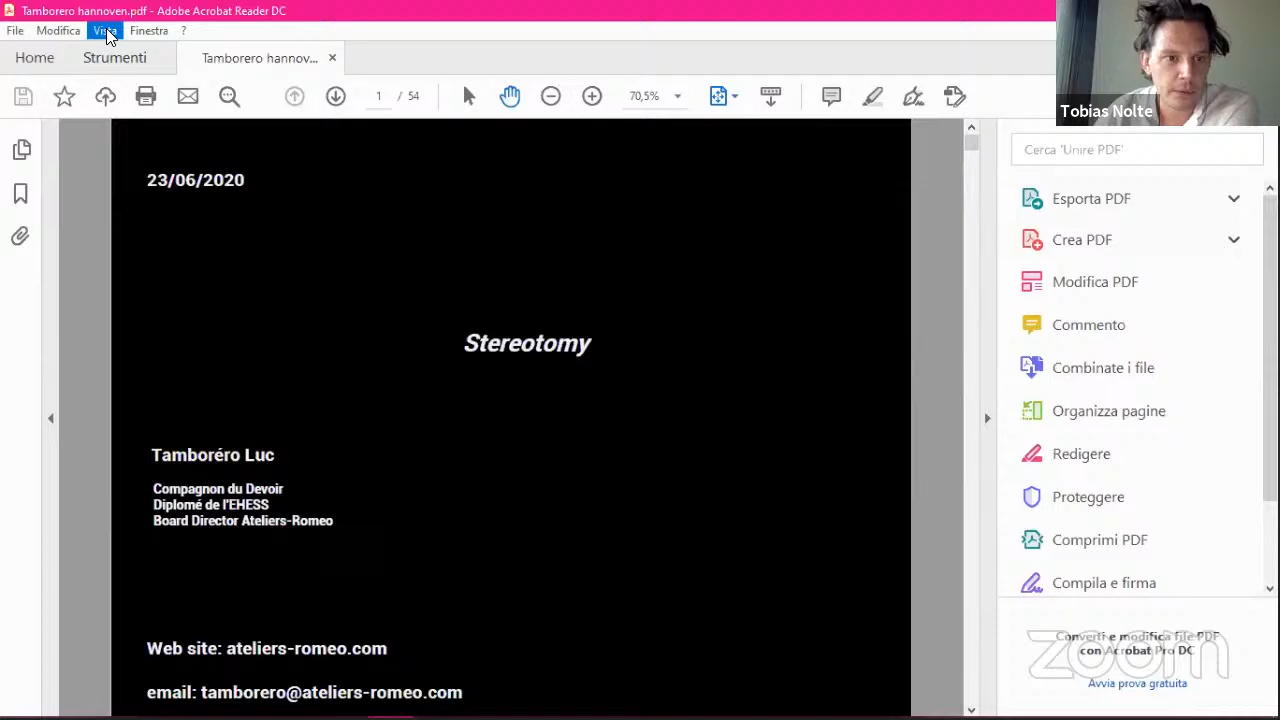 Tamborero hannoven.pdf - Adobe Acrobat Reader DC
File Modifica Vista Finestra ?
Home Strumenti Tamborero hannov... ×
1 / 54 70,5%
Tobias Nolte
Cerca 'Unire PDF'
Esporta PDF
Crea PDF
Modifica PDF
Commento
Combinate i file
Organizza pagine
Redigere
Proteggere
Comprimi PDF
Compila e firma
Converti e modifica file PDF
con Acrobat Pro DC
Avvia prova gratuita
zoom
23/06/2020
Stereotomy
Tamboréro Luc
Compagnon du Devoir
Diplomé de l'EHESS
Board Director Ateliers-Romeo
Web site: ateliers-romeo.com
email: tamborero@ateliers-romeo.com